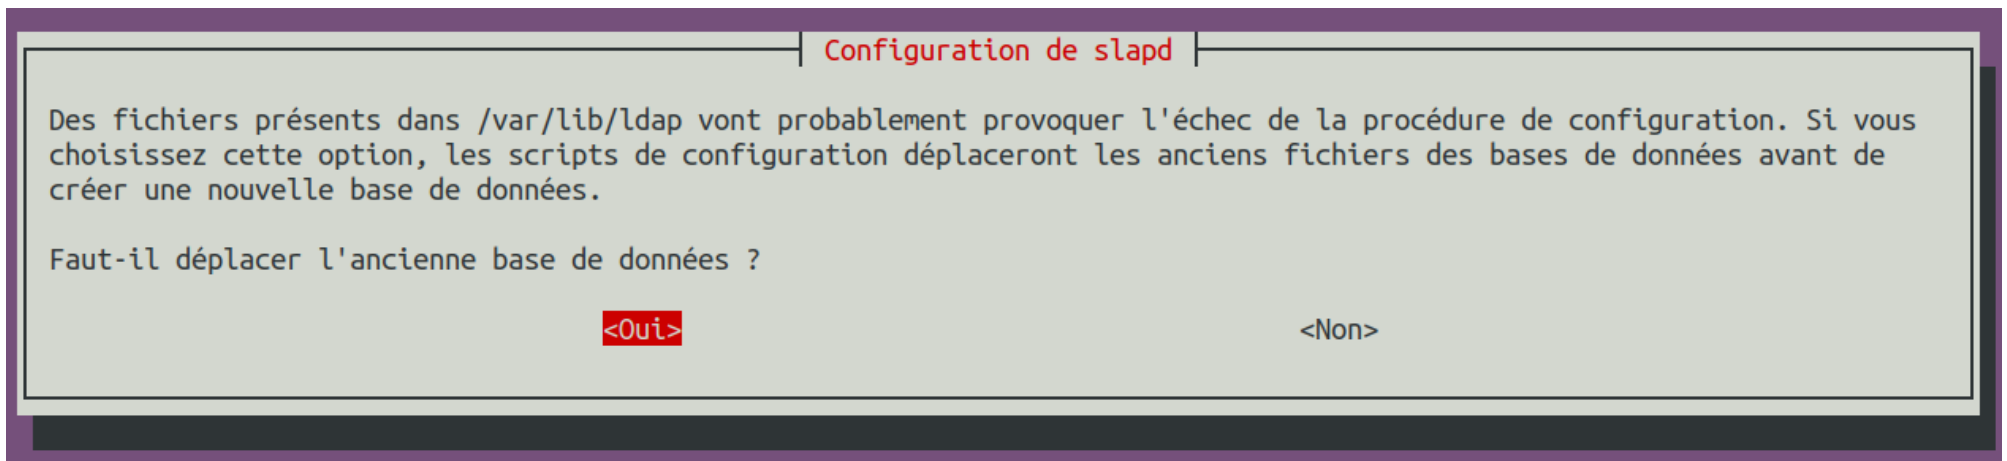 Configuration de slapd
Des fichiers présents dans /var/lib/ldap vont probablement provoquer l'échec de la procédure de configuration. Si vous
choisissez cette option, les scripts de configuration déplaceront les anciens fichiers des bases de données avant de
créer une nouvelle base de données.
Faut-il déplacer l'ancienne base de données ?
<Oui> <Non>